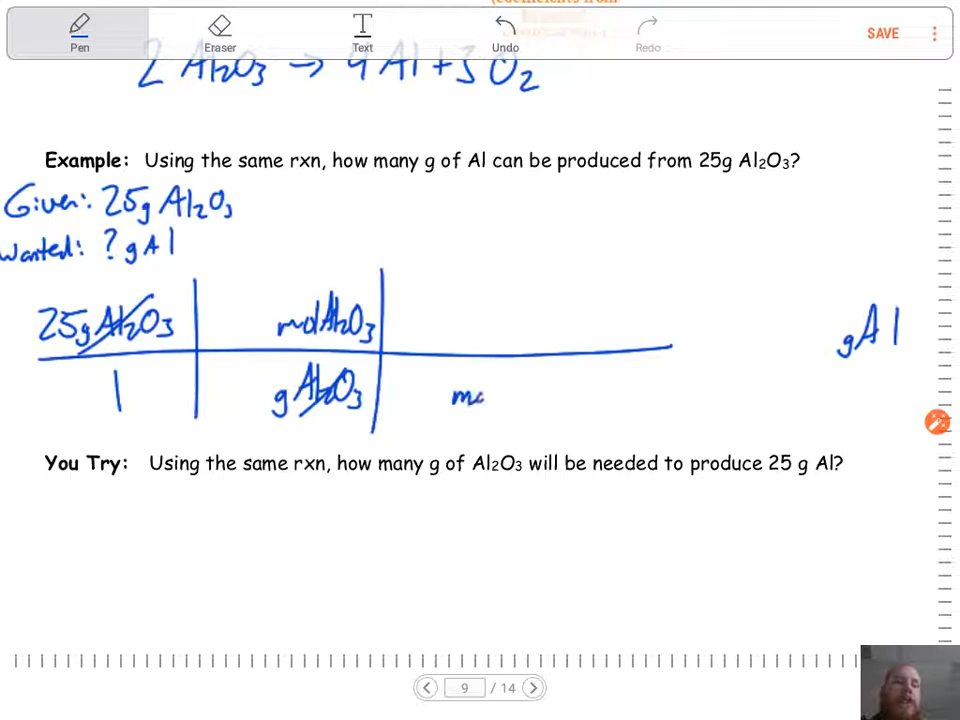 (coefficients from
Pen Eraser Text Undo Redo SAVE
2 Al₂O₃ → 4 Al + 3 O₂
Example: Using the same rxn, how many g of Al can be produced from 25g Al₂O₃?
Given: 25g Al₂O₃
Wanted: ? g Al
25g Al₂O₃ mol Al₂O₃ g Al
1 g Al₂O₃ mo
You Try: Using the same rxn, how many g of Al₂O₃ will be needed to produce 25 g Al?
9 / 14